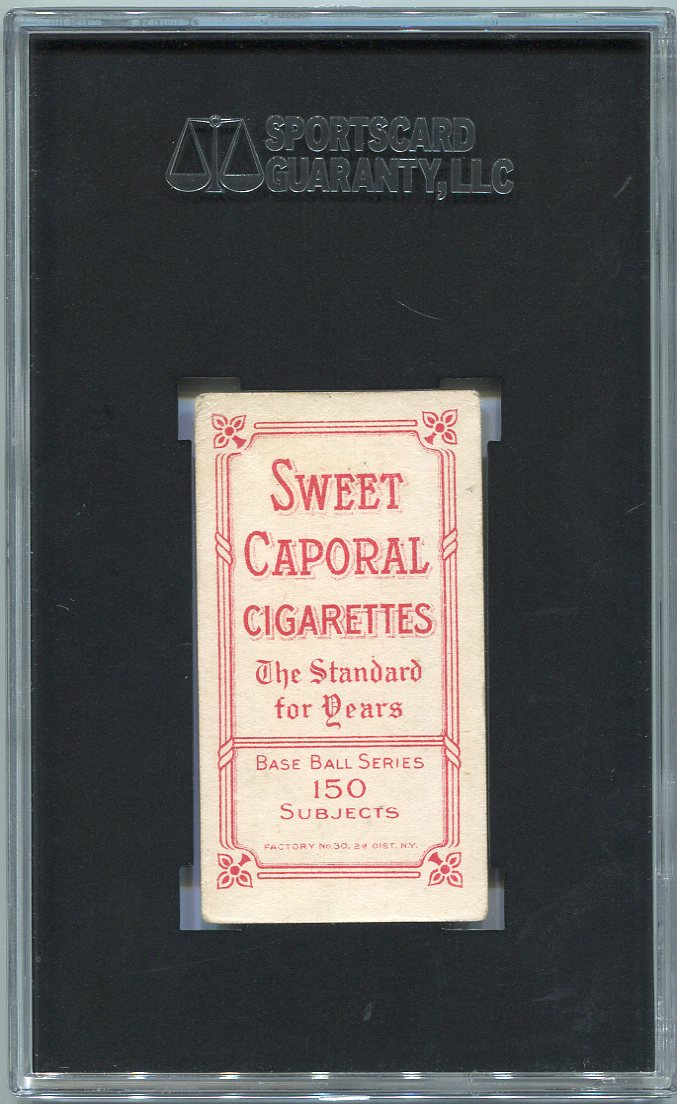 SPORTSCARD
GUARANTY, LLC
SWEET
CAPORAL
CIGARETTES
The Standard
for Years
BASE BALL SERIES
150
SUBJECTS
FACTORY No. 30, 24 DIST. N.Y.